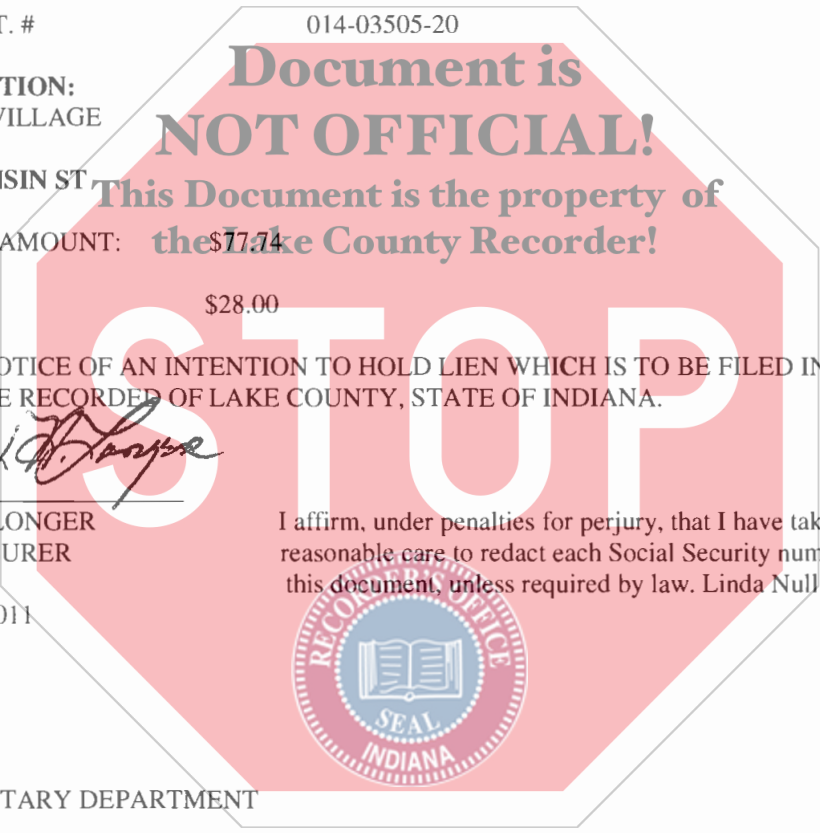 T. # 014-03505-20
Document is
TION:
VILLAGE
NOT OFFICIAL!
NSIN ST
This Document is the property of
AMOUNT: $77.74
the Lake County Recorder!
$28.00
STOP
OTICE OF AN INTENTION TO HOLD LIEN WHICH IS TO BE FILED IN
E RECORDED OF LAKE COUNTY, STATE OF INDIANA.
LONGER
URER
I affirm, under penalties for perjury, that I have tak
reasonable care to redact each Social Security num
this document, unless required by law. Linda Null
011
RECORDER'S OFFICE
SEAL
INDIANA
TARY DEPARTMENT